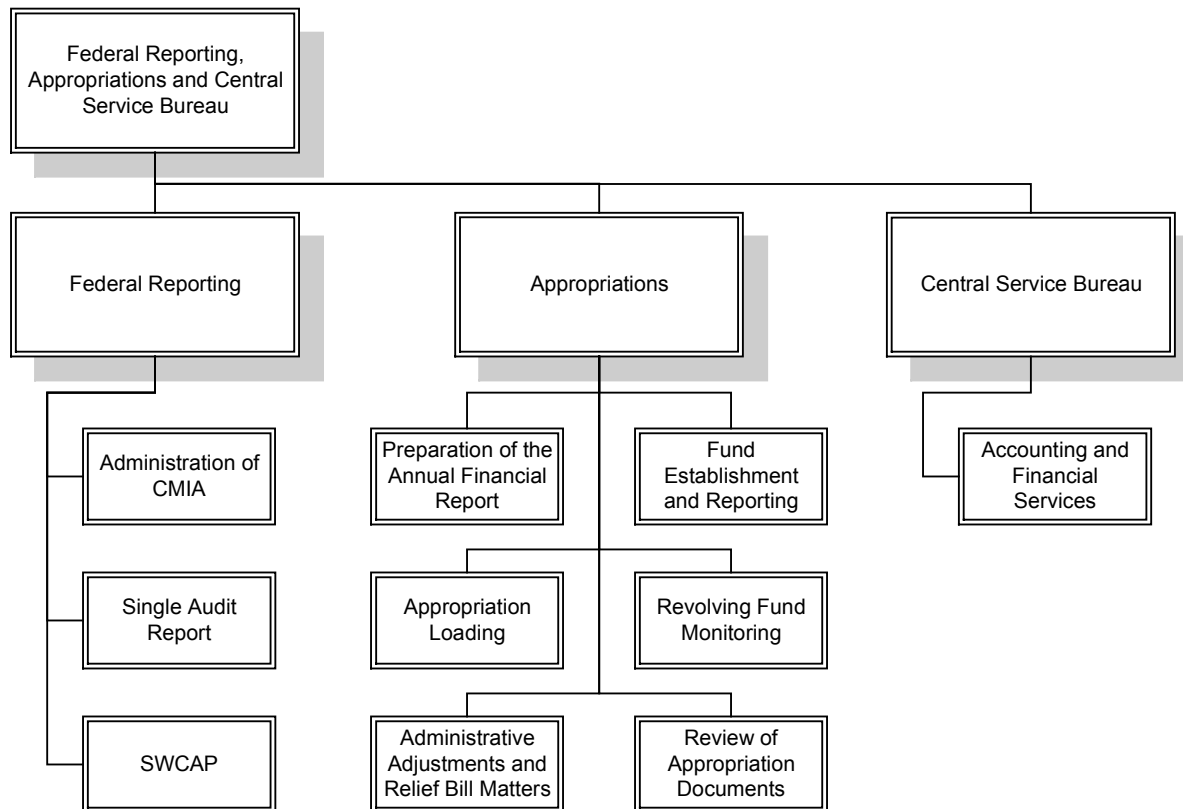 Federal Reporting,
Appropriations and Central
Service Bureau
Federal Reporting
Appropriations
Central Service Bureau
Administration of
CMIA
Preparation of the
Annual Financial
Report
Fund
Establishment
and Reporting
Accounting and
Financial
Services
Single Audit
Report
Appropriation
Loading
Revolving Fund
Monitoring
SWCAP
Administrative
Adjustments and
Relief Bill Matters
Review of
Appropriation
Documents